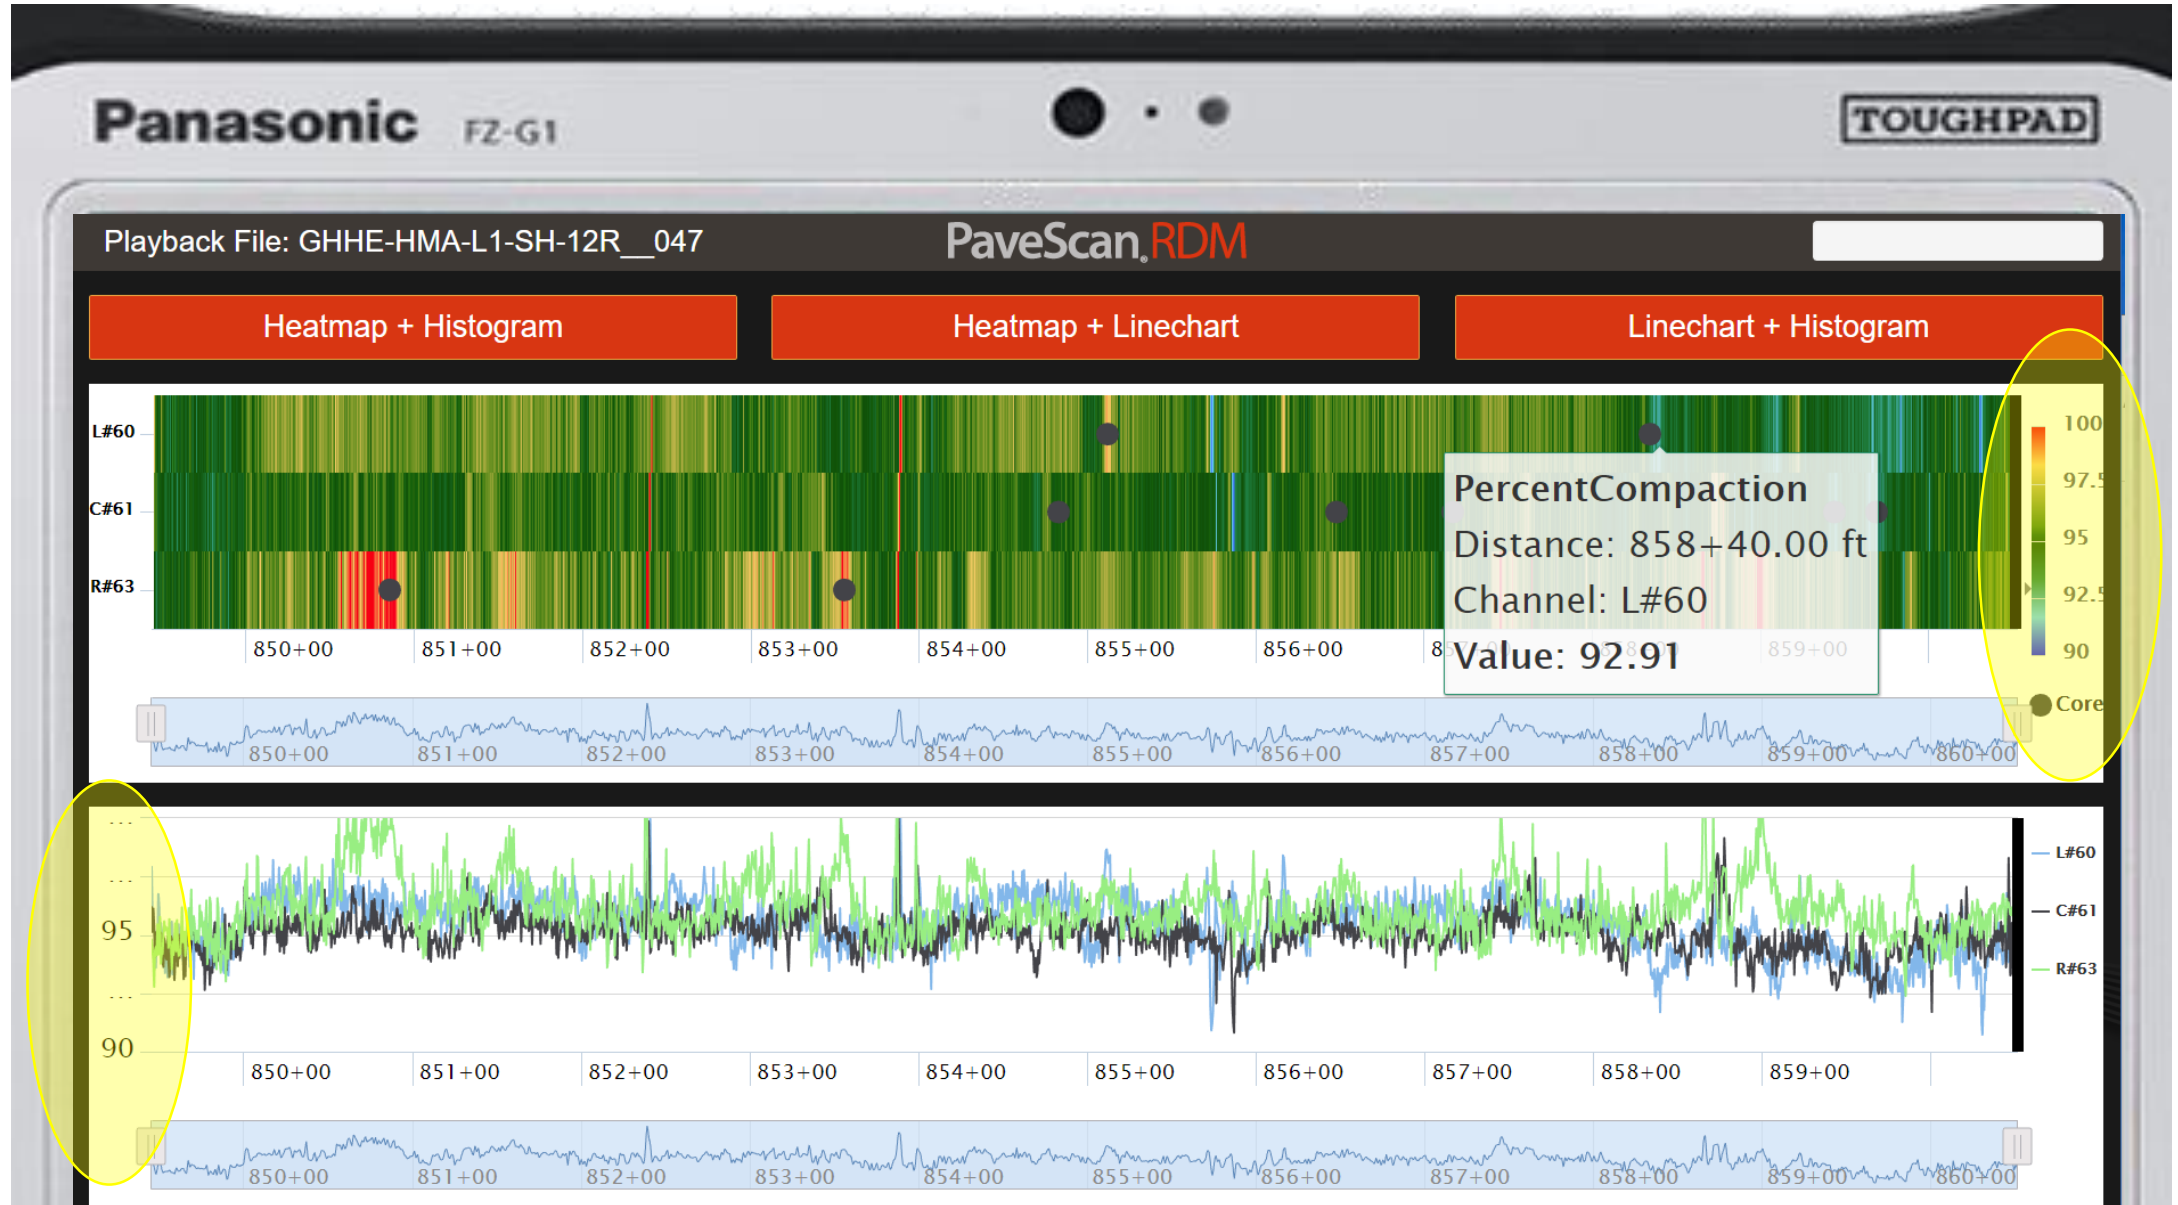 Panasonic FZ-G1 TOUGHPAD
Playback File: GHHE-HMA-L1-SH-12R__047 PaveScan® RDM
Heatmap + Histogram Heatmap + Linechart Linechart + Histogram
L#60
C#61
R#63
850+00 851+00 852+00 853+00 854+00 855+00 856+00 857+00 858+00 859+00
PercentCompaction
Distance: 858+40.00 ft
Channel: L#60
Value: 92.91
100
97.5
95
92.5
90
Core
850+00 851+00 852+00 853+00 854+00 855+00 856+00 857+00 858+00 859+00 860+00
...
...
95
...
90
L#60
C#61
R#63
850+00 851+00 852+00 853+00 854+00 855+00 856+00 857+00 858+00 859+00
850+00 851+00 852+00 853+00 854+00 855+00 856+00 857+00 858+00 859+00 860+00